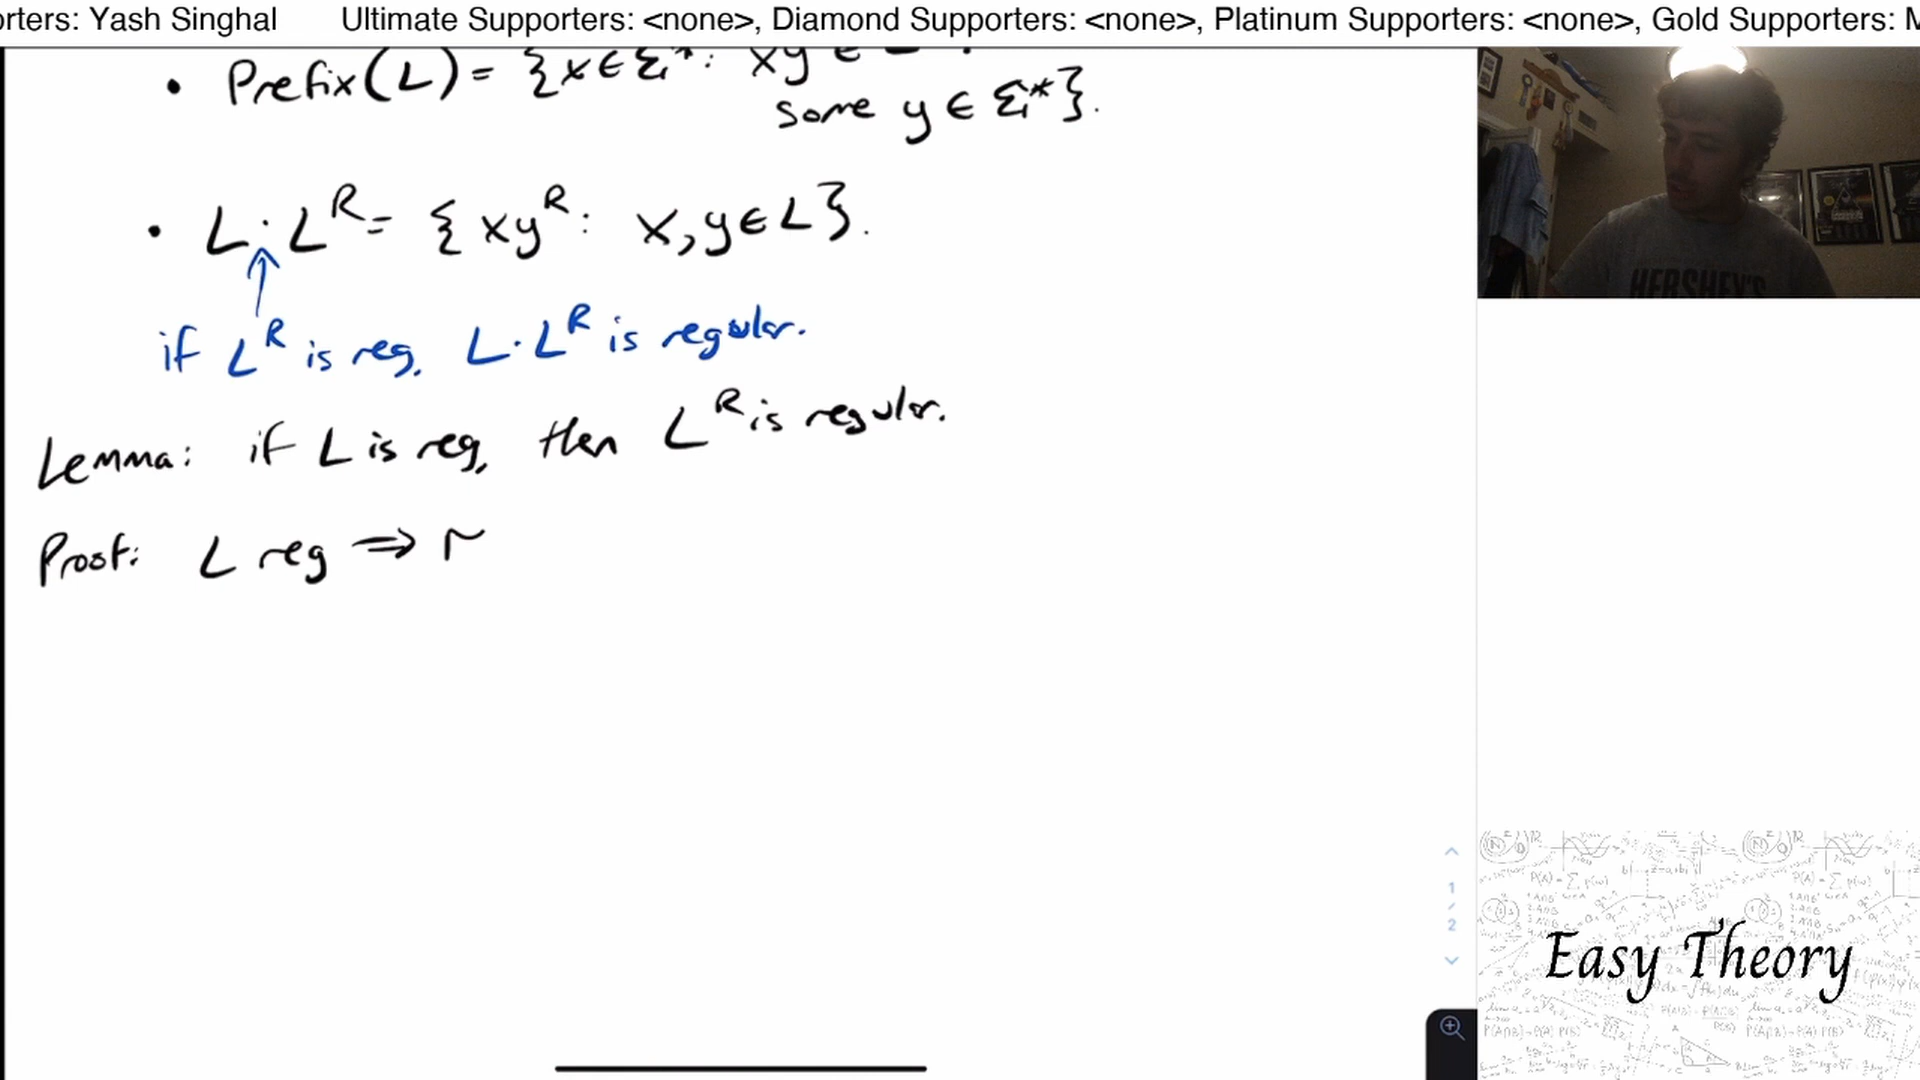 rters: Yash Singhal Ultimate Supporters: <none>, Diamond Supporters: <none>, Platinum Supporters: <none>, Gold Supporters: M
• Prefix(L) = {x ∈ Σ*: xy ∈
some y ∈ Σ*}.
• L·L^R = {xy^R: x,y∈L}.
if L^R is reg, L·L^R is regular.
Lemma: if L is reg, then L^R is regular.
Proof: L reg ⇒
HERSHEY'S
1
2
Easy Theory